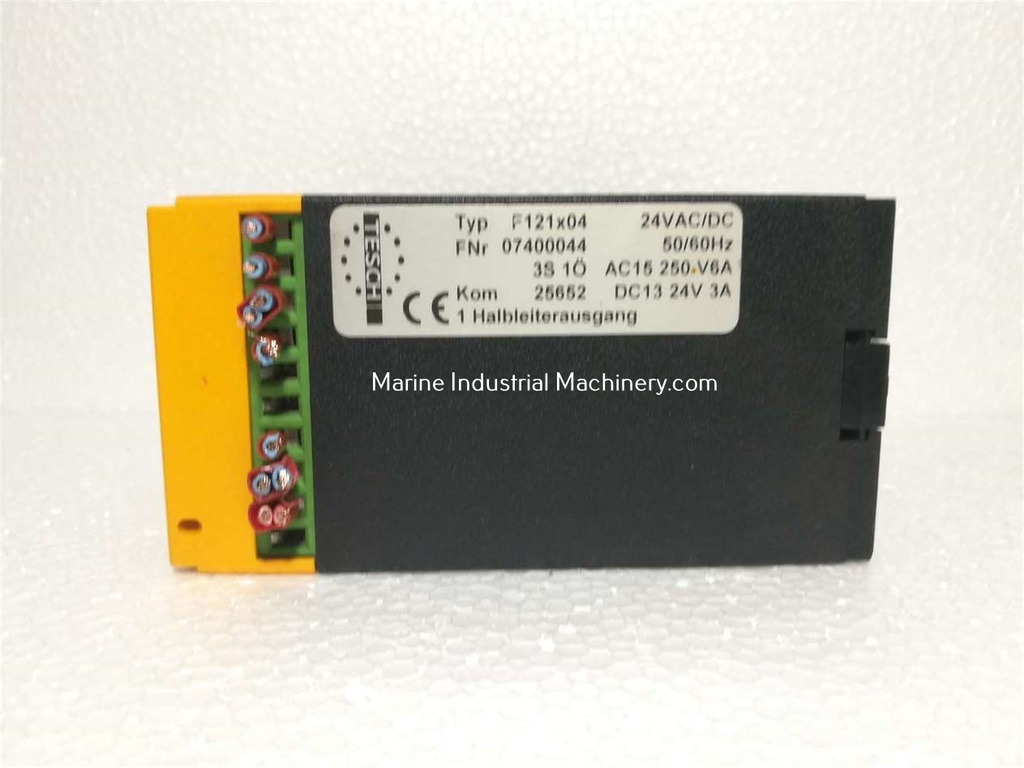 TESCH
Typ F121x04 24VAC/DC
FNr 07400044 50/60Hz
3S 1Ö AC15 250 V6A
Kom 25652 DC13 24V 3A
CE 1 Halbleiterausgang
Marine Industrial Machinery.com